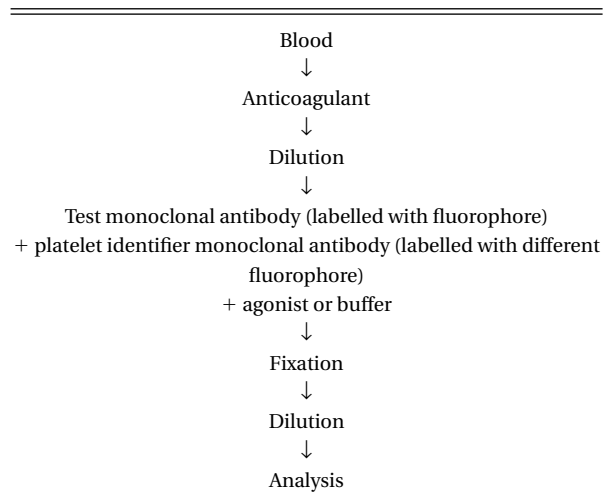 Blood
↓
Anticoagulant
↓
Dilution
↓
Test monoclonal antibody (labelled with fluorophore)
+ platelet identifier monoclonal antibody (labelled with different
fluorophore)
+ agonist or buffer
↓
Fixation
↓
Dilution
↓
Analysis